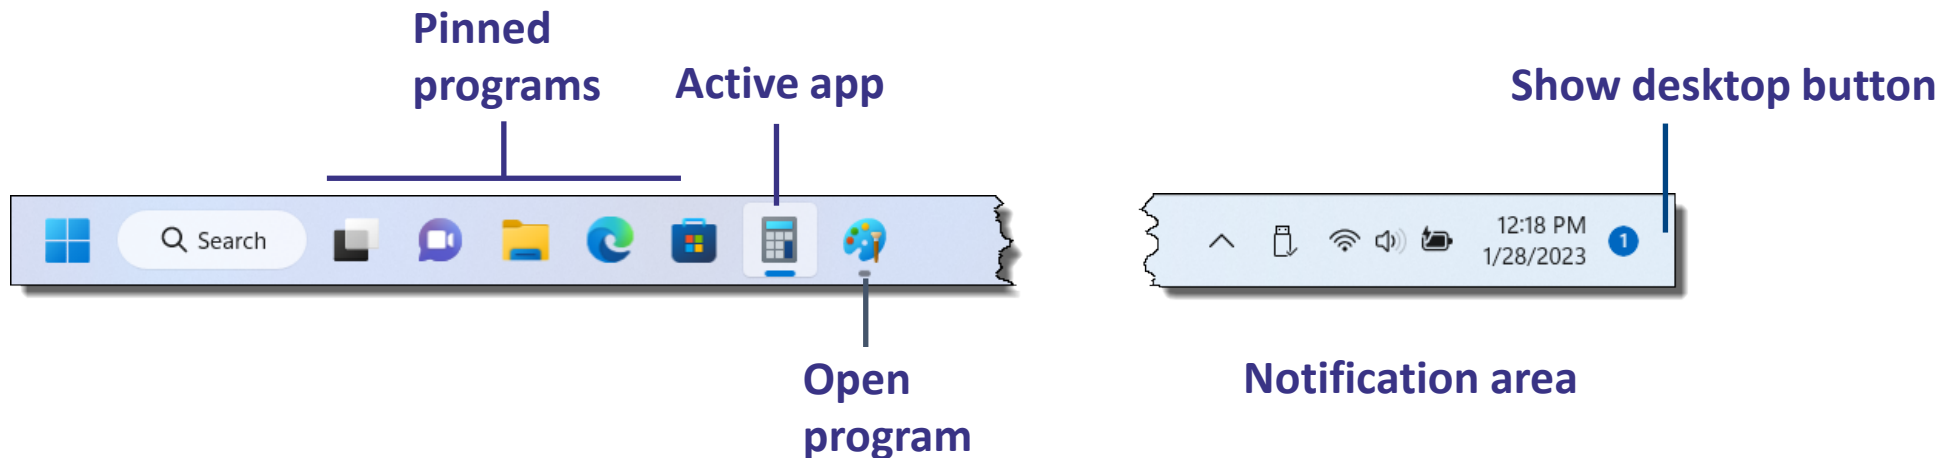 Pinned
programs
Active app
Show desktop button
Search
12:18 PM
1/28/2023
1
Open
program
Notification area